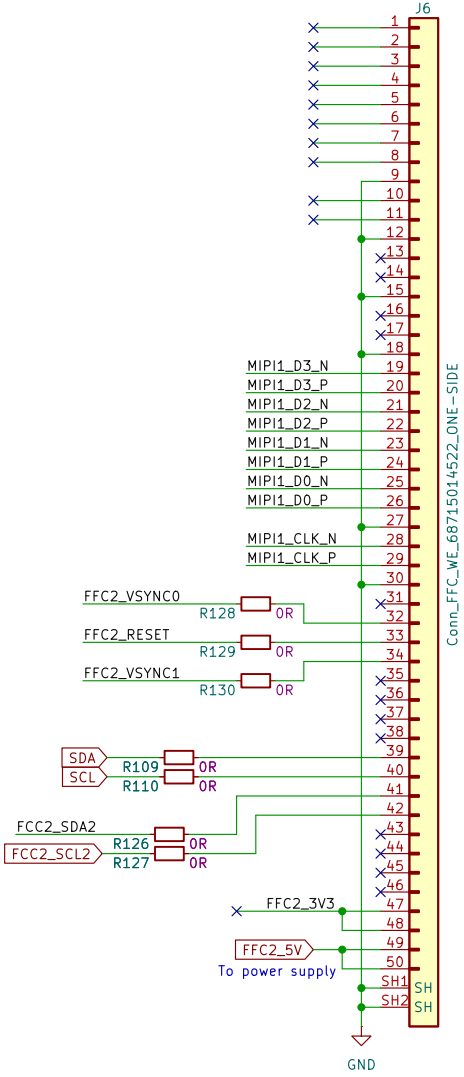 J6
1
2
3
4
5
6
7
8
9
10
11
12
13
14
15
16
17
18
MIPI1_D3_N 19
MIPI1_D3_P 20
MIPI1_D2_N 21
MIPI1_D2_P 22
MIPI1_D1_N 23
MIPI1_D1_P 24
MIPI1_D0_N 25
MIPI1_D0_P 26
27
MIPI1_CLK_N 28
MIPI1_CLK_P 29
30
FFC2_VSYNC0 31
R128 0R 32
FFC2_RESET 33
R129 0R 34
FFC2_VSYNC1 35
R130 0R 36
37
38
SDA R109 0R 39
SCL R110 0R 40
41
42
FCC2_SDA2 R126 0R 43
FCC2_SCL2 R127 0R 44
45
46
FFC2_3V3 47
48
FFC2_5V 49
To power supply 50
SH1 SH
SH2 SH
GND
Conn_FFC_WE_68715014522_ONE-SIDE